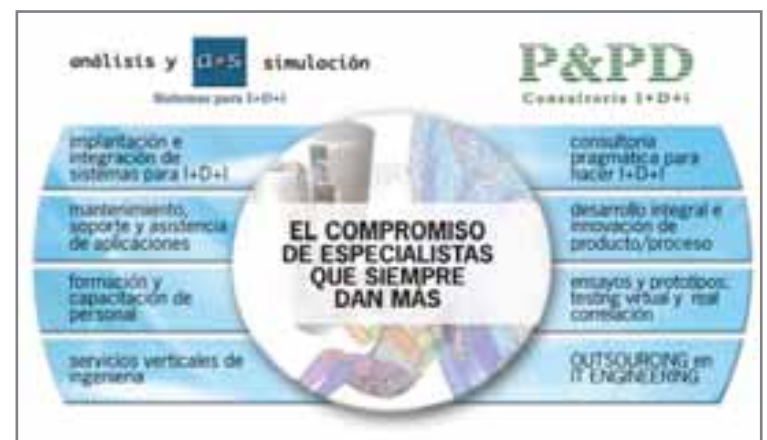 análisis y a+s simulación
Sistemas para I+D+i
P&PD
Consultoría I+D+i
implantación e
integración de
sistemas para I+D+I
mantenimiento,
soporte y asistencia
de aplicaciones
formación y
capacitación de
personal
servicios verticales de
ingeniería
EL COMPROMISO
DE ESPECIALISTAS
QUE SIEMPRE
DAN MÁS
consultoría
pragmática para
hacer I+D+I
desarrollo integral e
innovación de
producto/proceso
ensayos y prototipos:
testing virtual y real
correlación
OUTSOURCING en
IT ENGINEERING